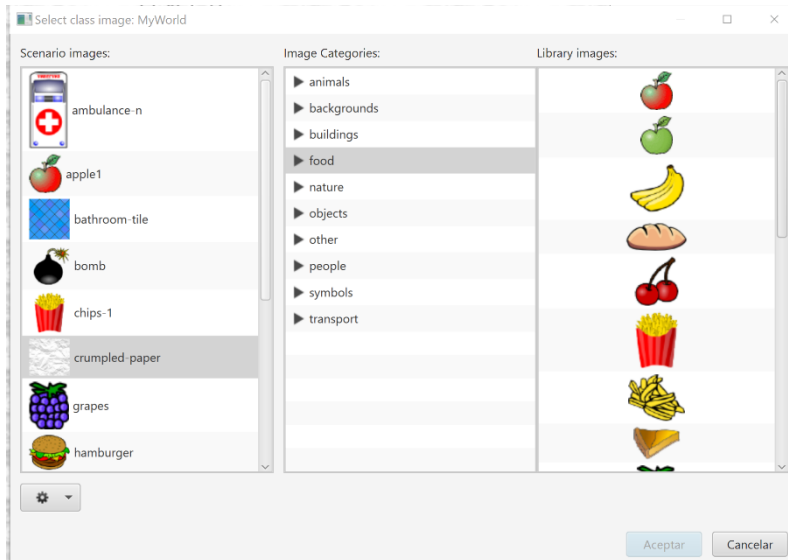 Select class image: MyWorld
Scenario images:
Image Categories:
Library images:
ambulance-n
apple1
bathroom-tile
bomb
chips-1
crumpled-paper
grapes
hamburger
animals
backgrounds
buildings
food
nature
objects
other
people
symbols
transport
Aceptar
Cancelar